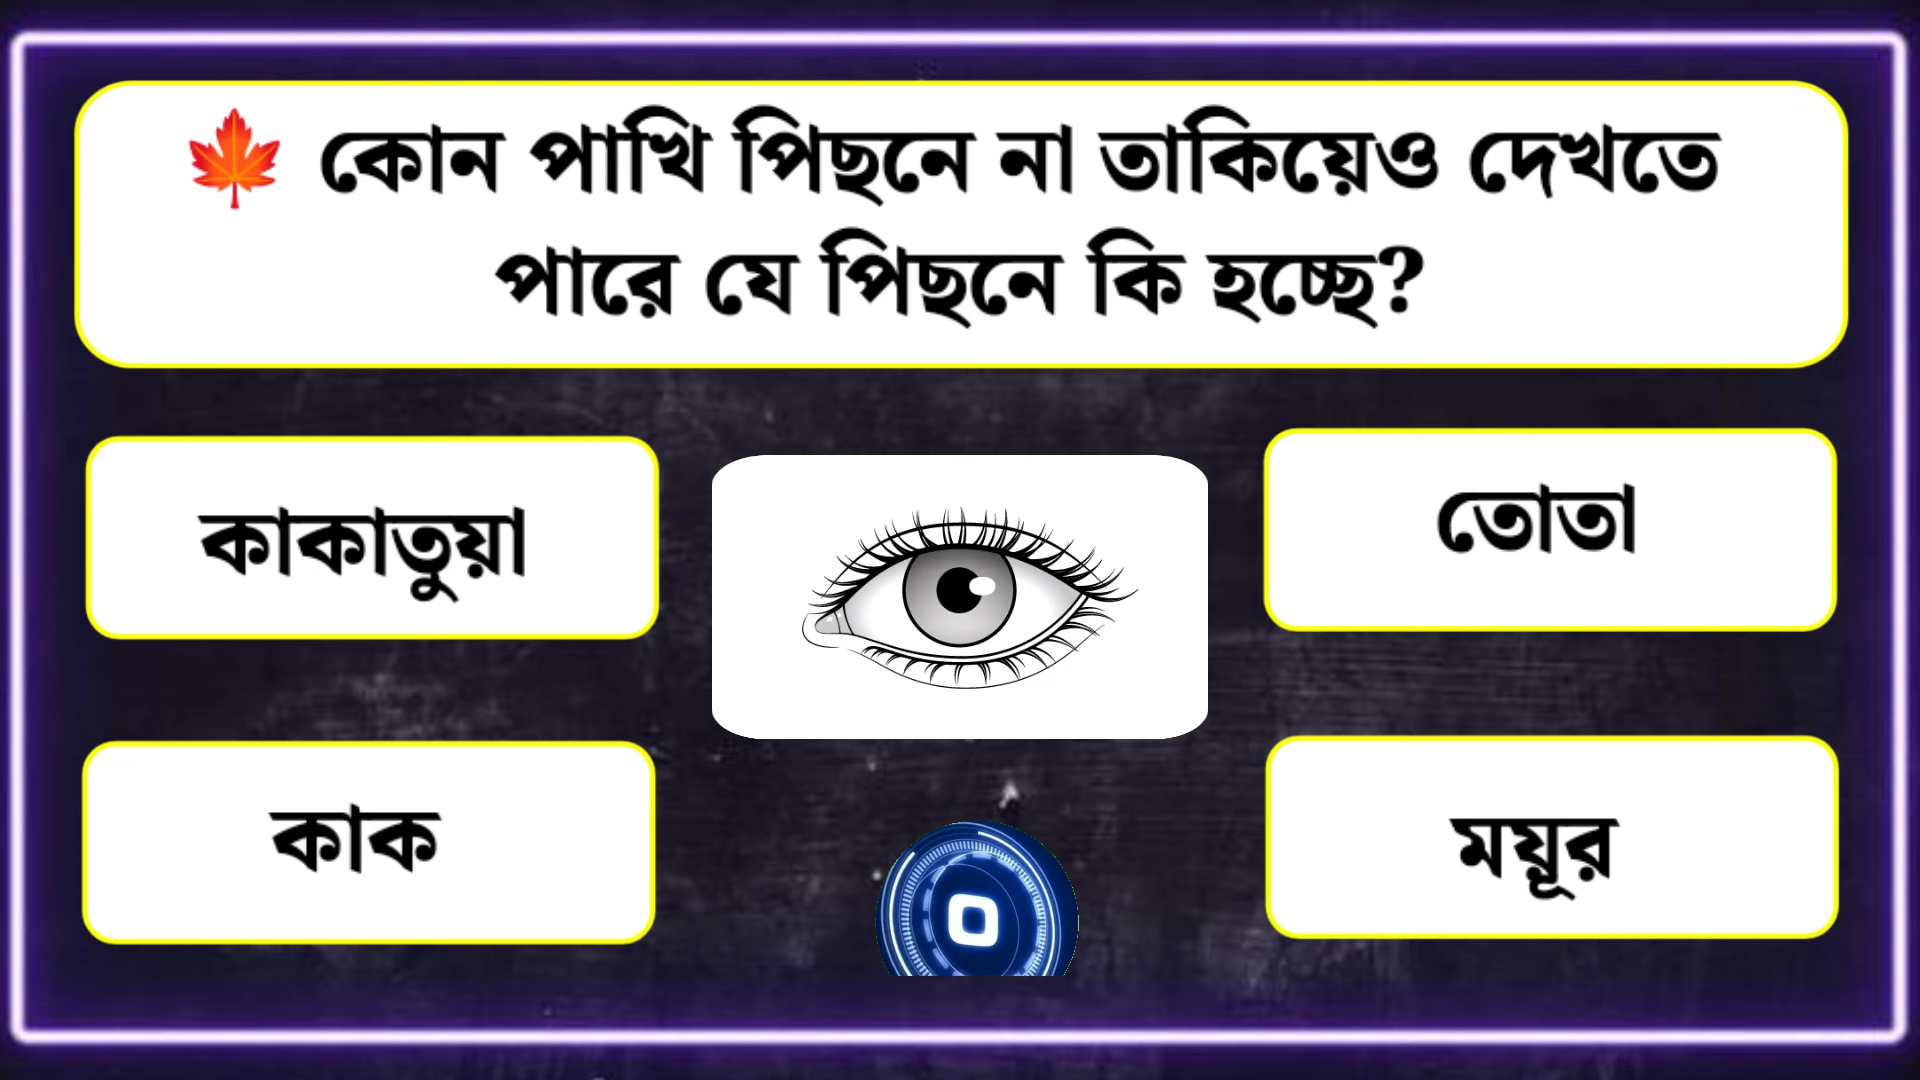 🍁 কোন পাখি পিছনে না তাকিয়েও দেখতে
পারে যে পিছনে কি হচ্ছে?
কাকাতুয়া
তোতা
কাক
ময়ূর
0